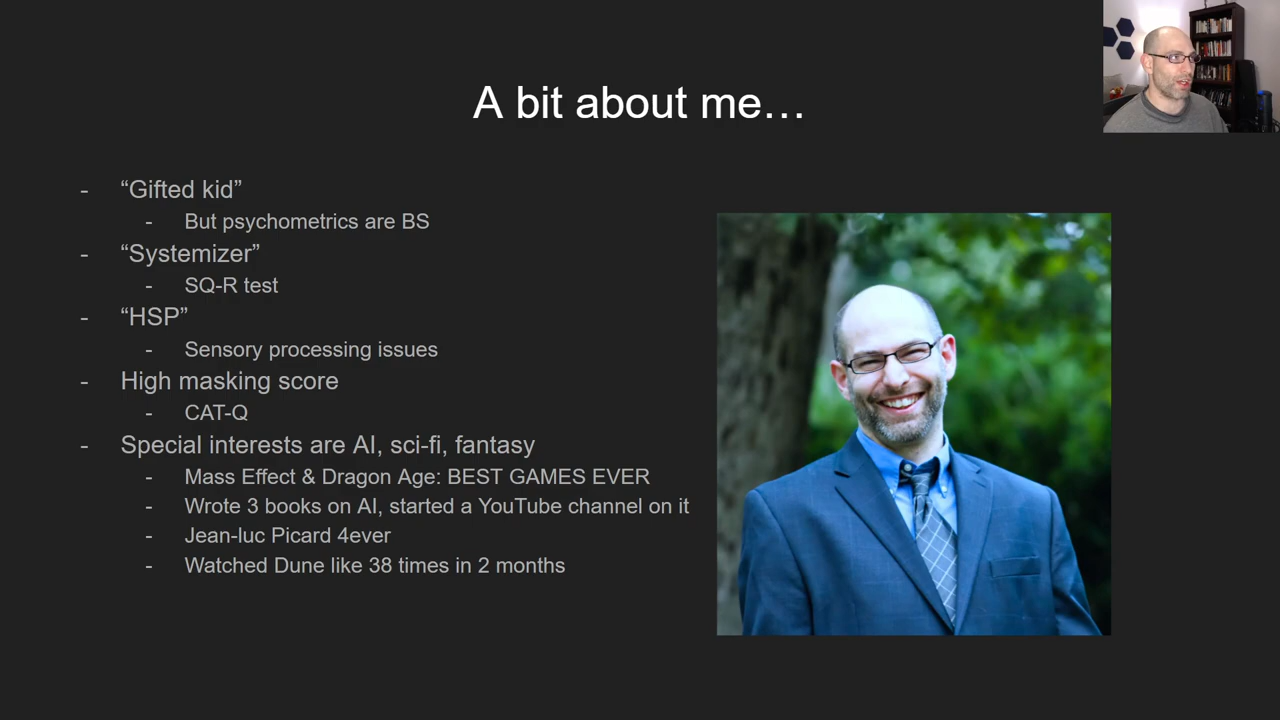 A bit about me…
- “Gifted kid”
- But psychometrics are BS
- “Systemizer”
- SQ-R test
- “HSP”
- Sensory processing issues
- High masking score
- CAT-Q
- Special interests are AI, sci-fi, fantasy
- Mass Effect & Dragon Age: BEST GAMES EVER
- Wrote 3 books on AI, started a YouTube channel on it
- Jean-luc Picard 4ever
- Watched Dune like 38 times in 2 months